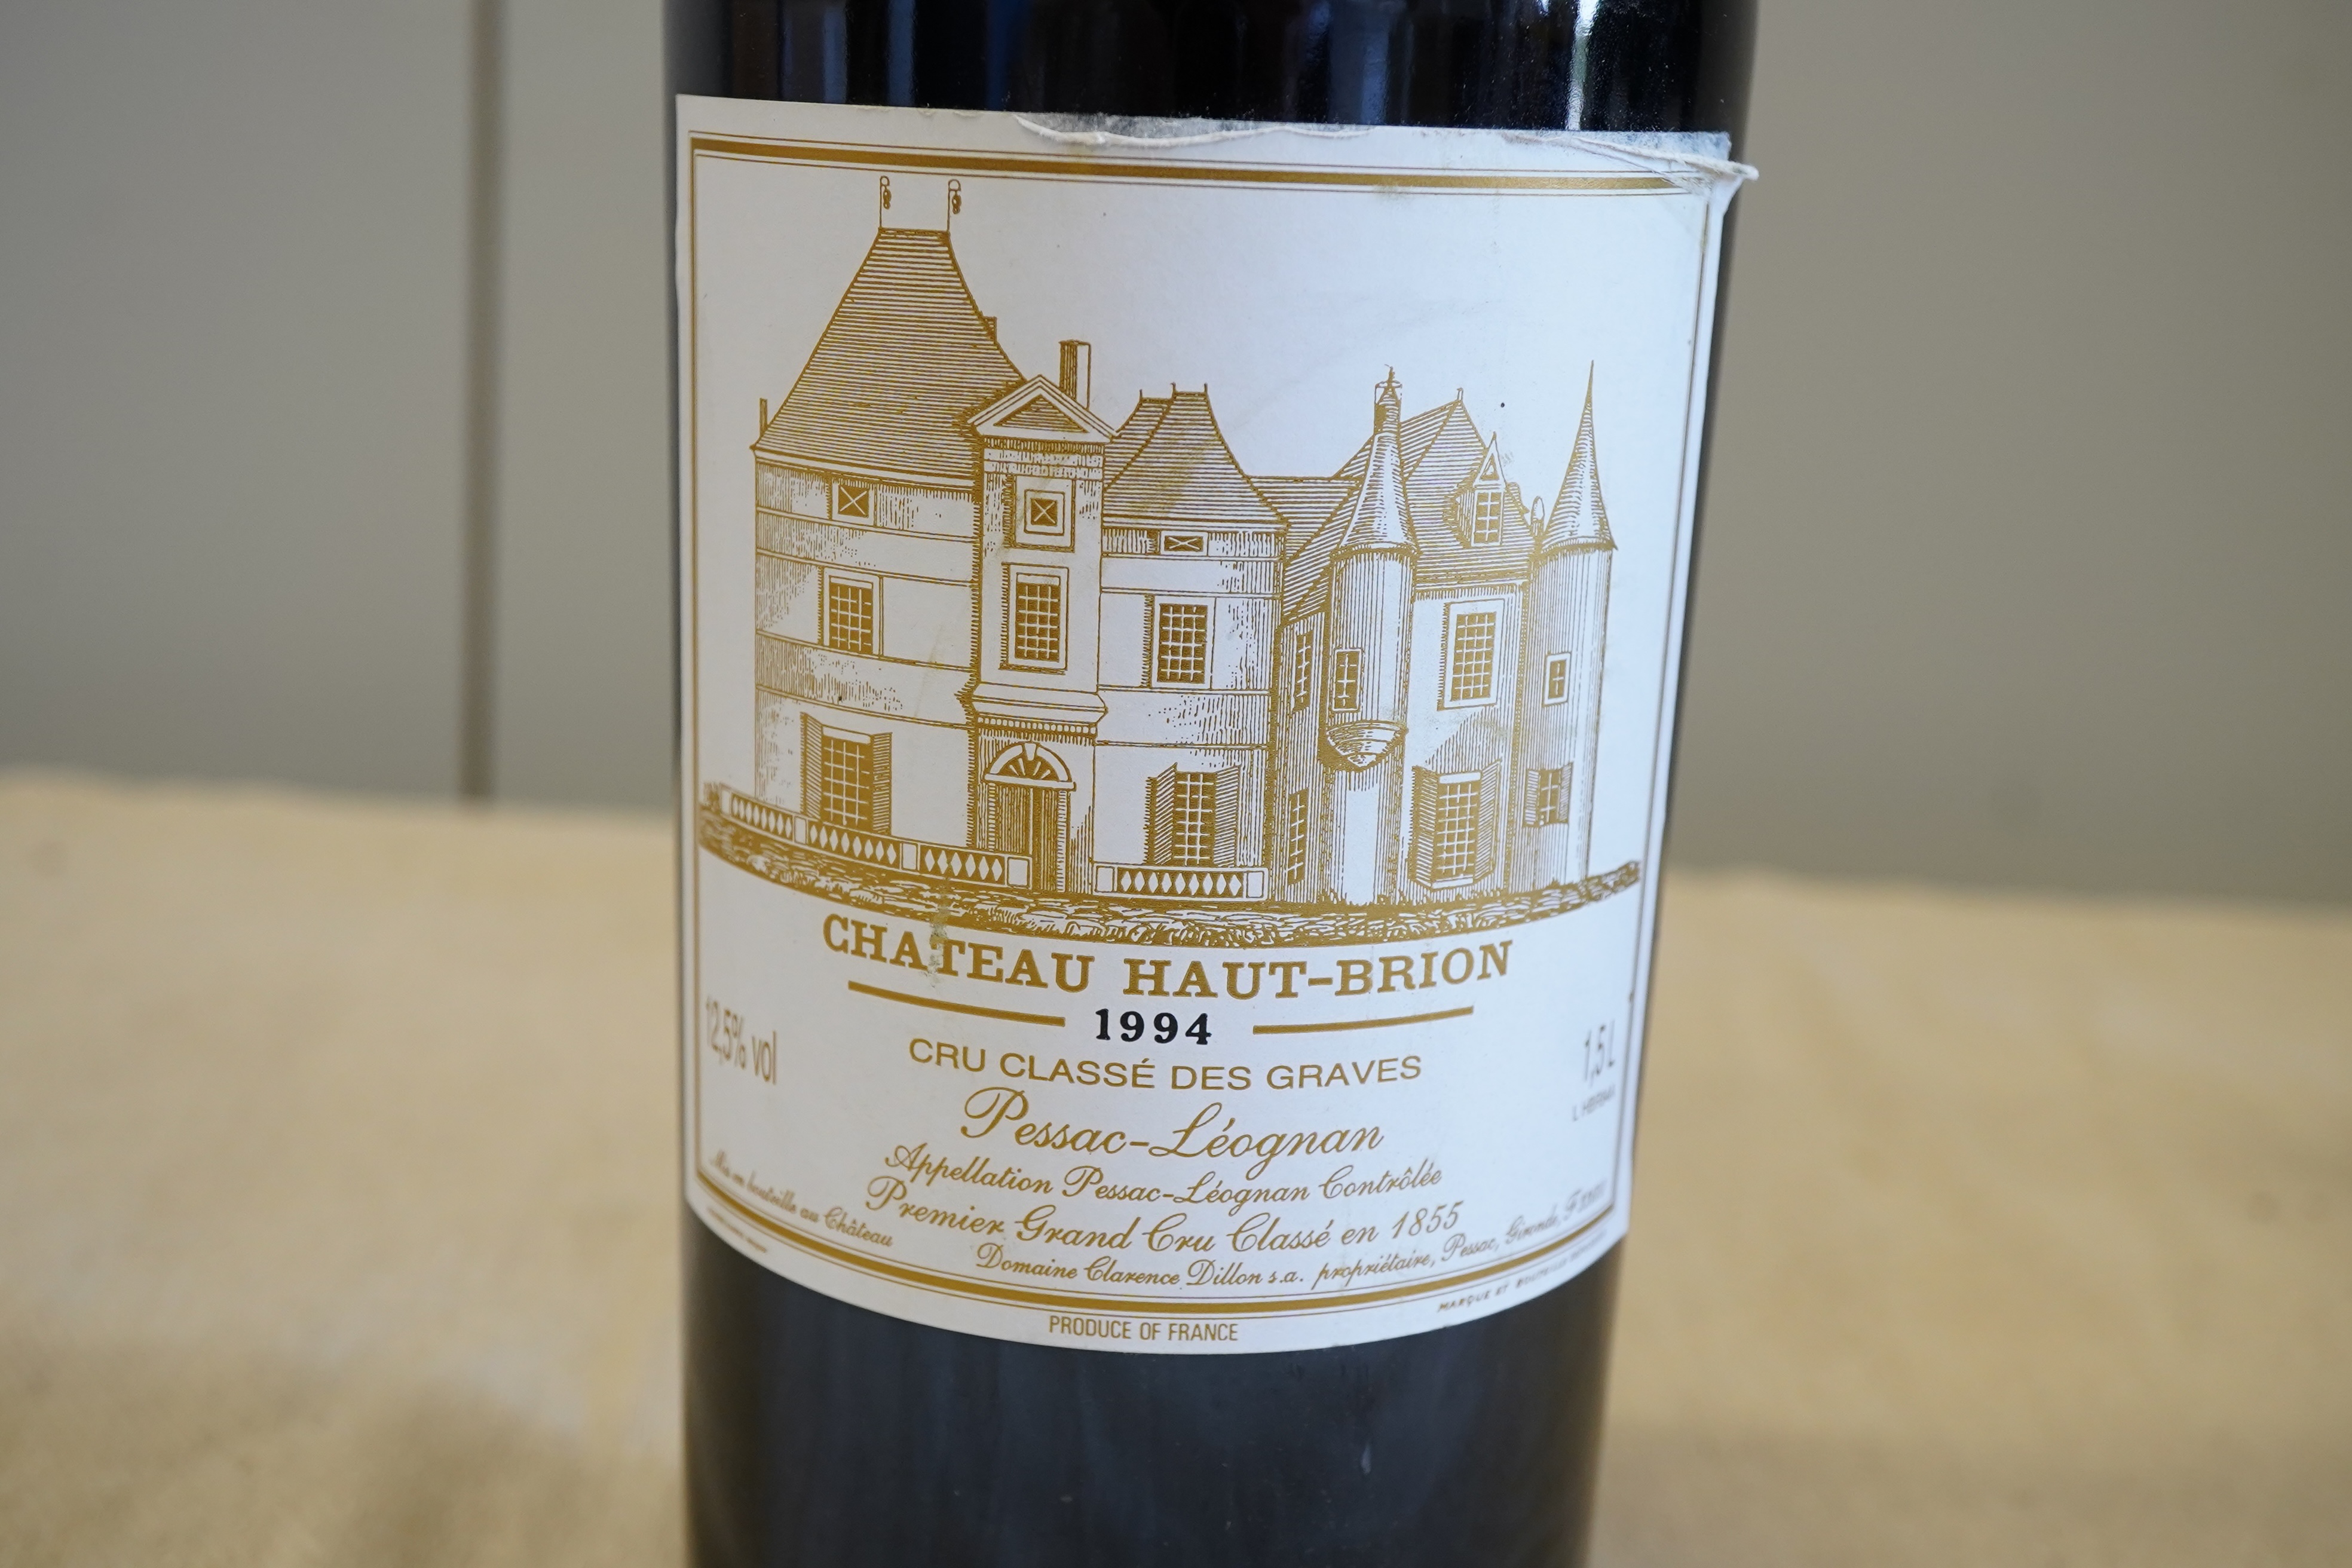 CHATEAU HAUT-BRION
1994
12,5% vol
1,5 L
CRU CLASSÉ DES GRAVES
Pessac-Léognan
Appellation Pessac-Léognan Contrôlée
Premier Grand Cru Classé en 1855
Mis en bouteille au Château
Domaine Clarence Dillon s.a. propriétaire, Pessac, Gironde, France
MARQUE ET
PRODUCE OF FRANCE